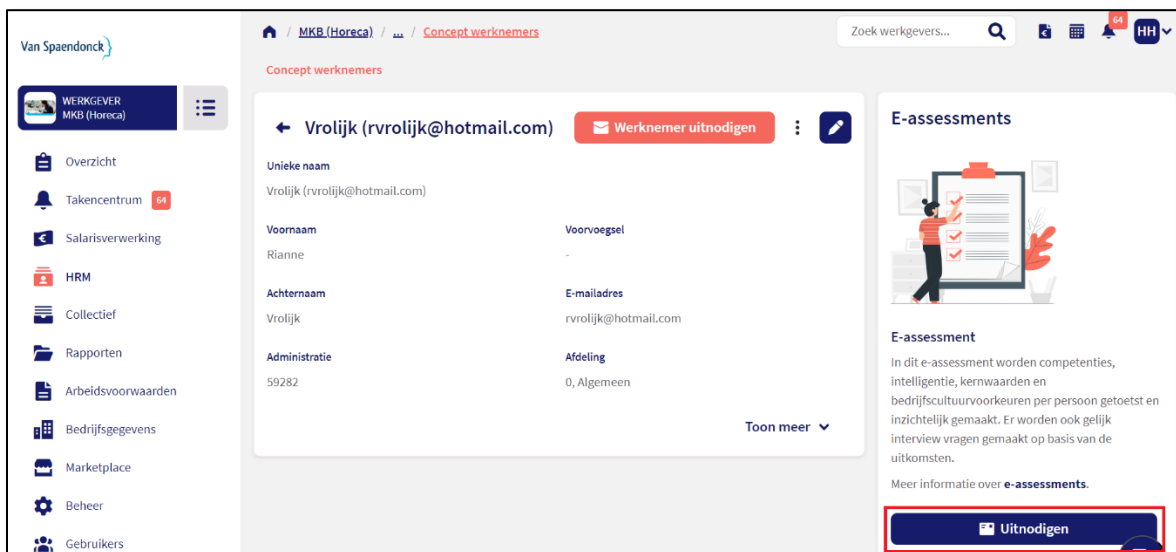 Van Spaendonck
MKB (Horeca) / ... / Concept werknemers
Zoek werkgevers...
64
HH
Concept werknemers
WERKGEVER
MKB (Horeca)
Overzicht
Takencentrum 64
Salarisverwerking
HRM
Collectief
Rapporten
Arbeidsvoorwaarden
Bedrijfsgegevens
Marketplace
Beheer
Gebruikers
Vrolijk (rvrolijk@hotmail.com)
Werknemer uitnodigen
Unieke naam
Vrolijk (rvrolijk@hotmail.com)
Voornaam
Rianne
Voorvoegsel
-
Achternaam
Vrolijk
E-mailadres
rvrolijk@hotmail.com
Administratie
59282
Afdeling
0, Algemeen
Toon meer
E-assessments
E-assessment
In dit e-assessment worden competenties,
intelligentie, kernwaarden en
bedrijfscultuurvoorkeuren per persoon getoetst en
inzichtelijk gemaakt. Er worden ook gelijk
interview vragen gemaakt op basis van de
uitkomsten.
Meer informatie over e-assessments.
Uitnodigen